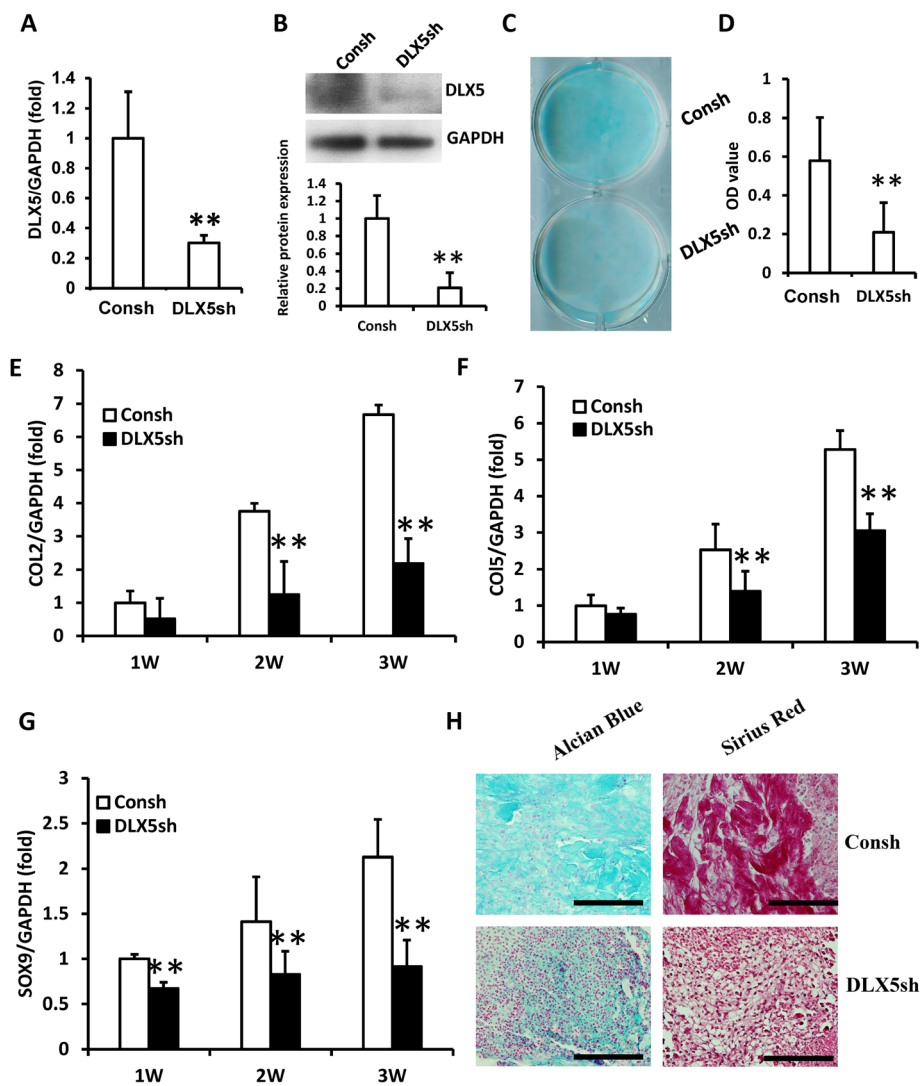 A
DLX5/GAPDH (fold)
1.4
1.2
1
0.8
0.6
0.4
0.2
0
**
Consh
DLX5sh
B
Consh
DLX5sh
DLX5
GAPDH
Relative protein expression
1.4
1.2
1
0.8
0.6
0.4
0.2
0
**
Consh
DLX5sh
C
Consh
DLX5sh
D
OD value
1
0.8
0.6
0.4
0.2
0
**
Consh
DLX5sh
E
COL2/GAPDH (fold)
8
7
6
5
4
3
2
1
0
Consh
DLX5sh
**
**
1W
2W
3W
F
COl5/GAPDH (fold)
7
6
5
4
3
2
1
0
Consh
DLX5sh
**
**
1W
2W
3W
G
SOX9/GAPDH (fold)
3
2.5
2
1.5
1
0.5
0
Consh
DLX5sh
**
**
**
1W
2W
3W
H
Alcian Blue
Sirius Red
Consh
DLX5sh